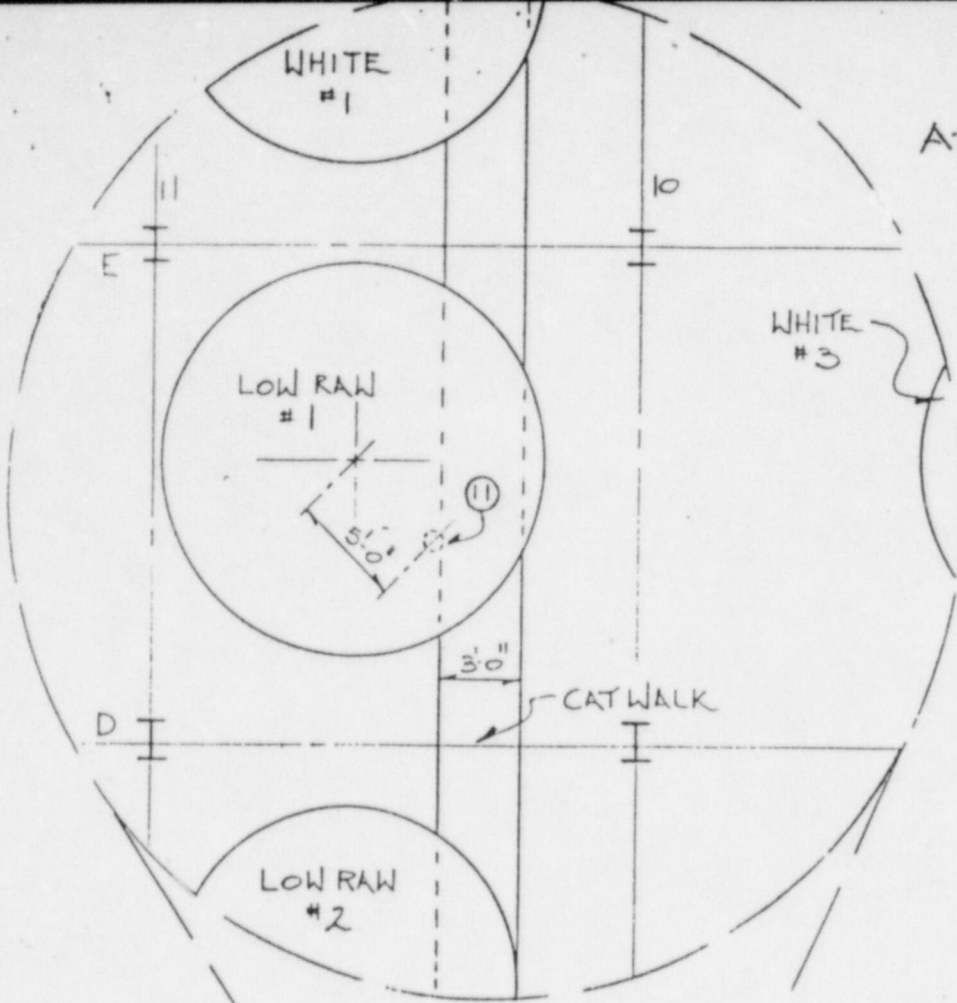 WHITE
#1
A-
11
10
E
WHITE
#3
LOW RAW
#1
11
5'-0"
3'-0"
D
CATWALK
LOW RAW
#2